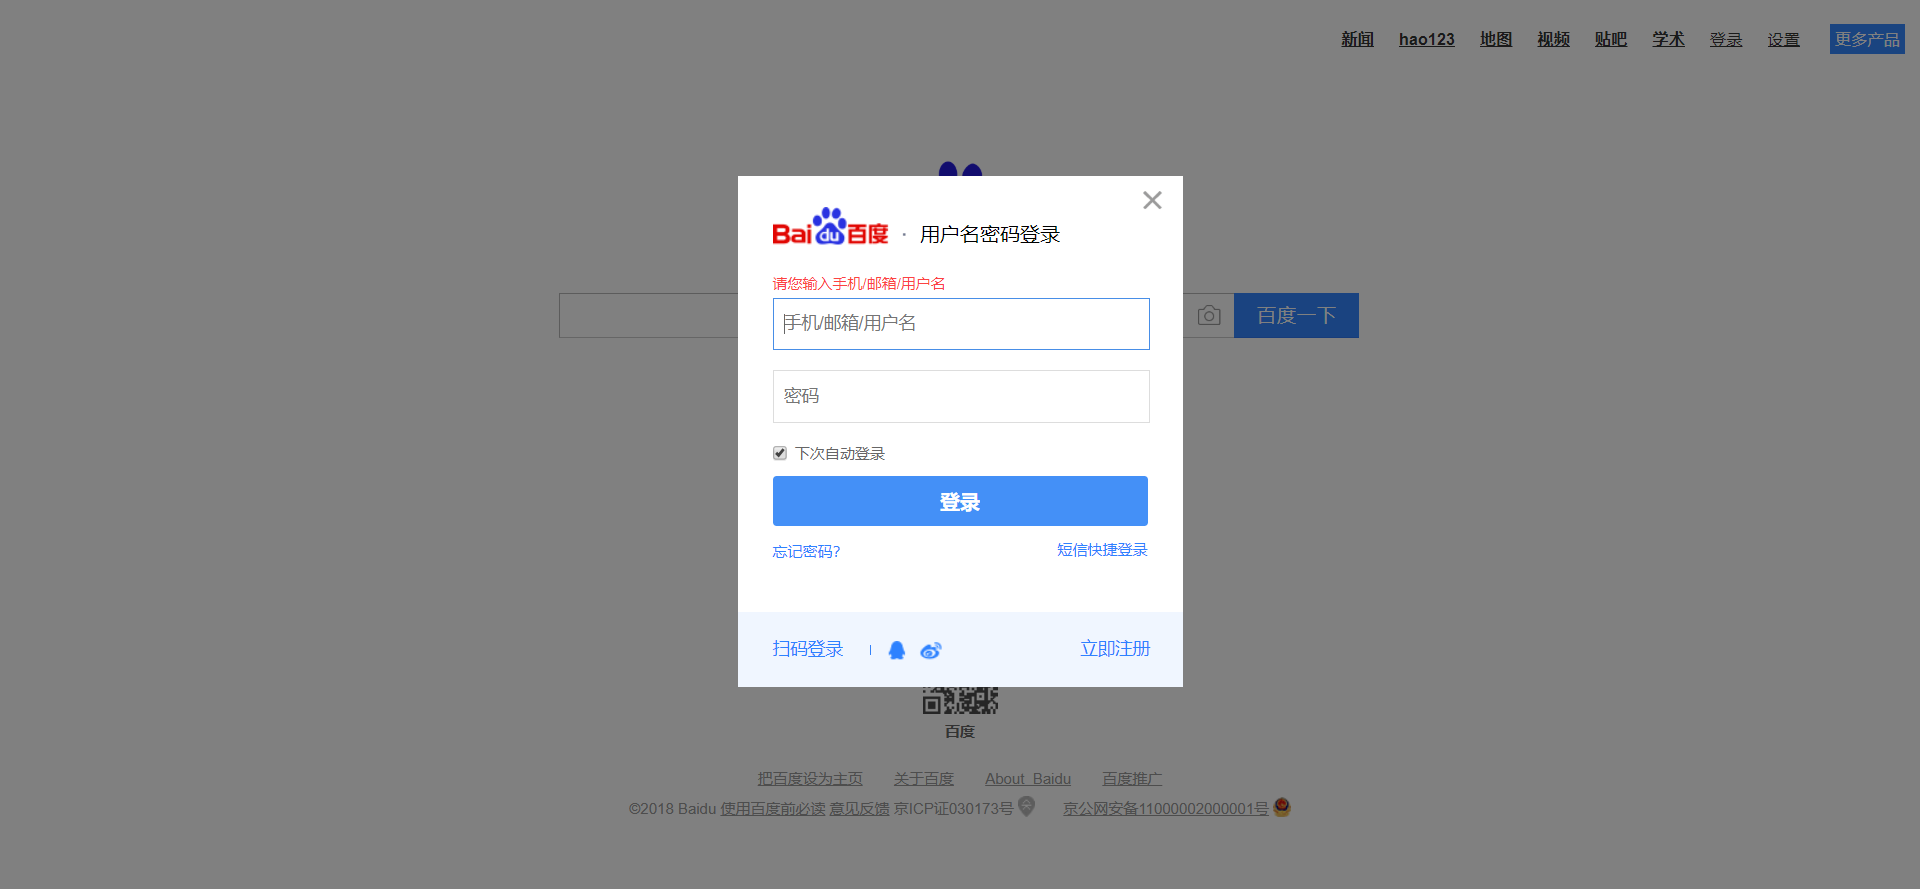 新闻 hao123 地图 视频 贴吧 学术 登录 设置 更多产品
Baidu百度 · 用户名密码登录
请您输入手机/邮箱/用户名
手机/邮箱/用户名
百度一下
密码
下次自动登录
登录
忘记密码?
短信快捷登录
扫码登录
立即注册
百度
把百度设为主页 关于百度 About Baidu 百度推广
©2018 Baidu 使用百度前必读 意见反馈 京ICP证030173号 京公网安备11000002000001号